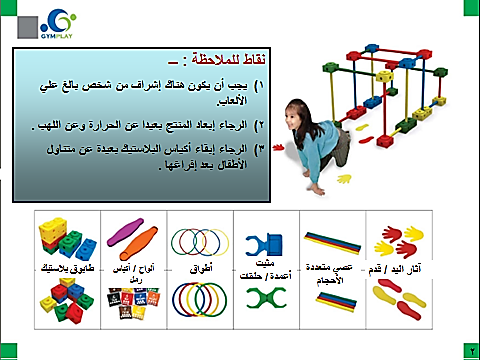 GYMPLAY
نقاط للملاحظة : ــ
١) يجب أن يكون هناك إشراف من شخص بالغ علي
الألعاب.
٢) الرجاء إبعاد المنتج بعيدا عن الحرارة وعن اللهب .
٣) الرجاء إبقاء أكياس البلاستيك بعيدة عن متناول
الأطفال بعد إفراغها .
طابوق بلاستيك
ألواح / أكياس
رمل
أطواق
مثبت
أعمدة / حلقات
عصي متعددة
الأحجام
آثار اليد / قدم
٢